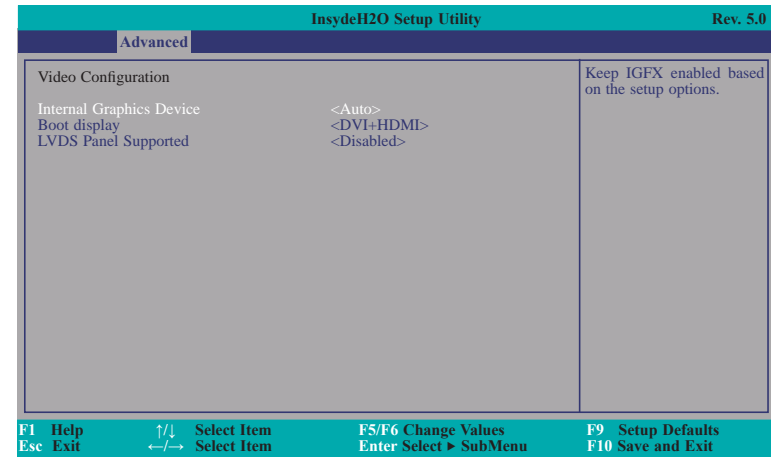 InsydeH2O Setup Utility Rev. 5.0
Advanced
Video Configuration
Internal Graphics Device <Auto>
Boot display <DVI+HDMI>
LVDS Panel Supported <Disabled>
Keep IGFX enabled based
on the setup options.
F1 Help ↑/↓ Select Item F5/F6 Change Values F9 Setup Defaults
Esc Exit ←/→ Select Item Enter Select ► SubMenu F10 Save and Exit